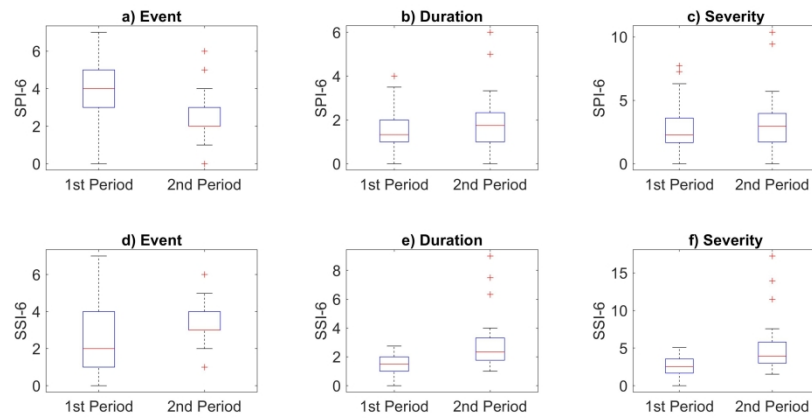 a) Event
b) Duration
c) Severity
SPI-6
6
4
2
0
1st Period 2nd Period
SPI-6
6
4
2
0
1st Period 2nd Period
SPI-6
10
5
0
1st Period 2nd Period
d) Event
e) Duration
f) Severity
SSI-6
6
4
2
0
1st Period 2nd Period
SSI-6
8
6
4
2
0
1st Period 2nd Period
SSI-6
15
10
5
0
1st Period 2nd Period